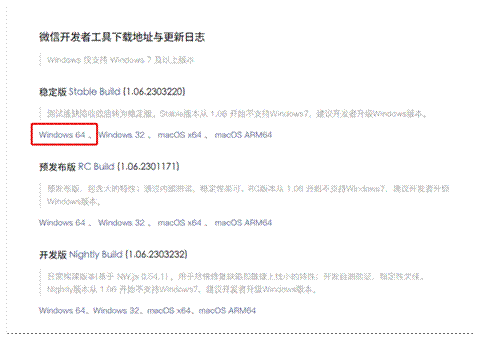 微信开发者工具下载地址与更新日志
Windows 仅支持 Windows 7 及以上版本
稳定版 Stable Build (1.06.2303220)
测试版缺陷收敛后转为稳定版。Stable版本从 1.06 开始不支持Windows7，建议开发者升级Windows版本。
Windows 64 、 Windows 32 、 macOS x64 、 macOS ARM64
预发布版 RC Build (1.06.2301171)
预发布版，包含大的特性；通过内部测试，稳定性尚可。RC版本从 1.06 开始不支持Windows7，建议开发者升级
Windows版本。
Windows 64 、 Windows 32 、 macOS x64 、 macOS ARM64
开发版 Nightly Build (1.06.2303232)
日常构建版本(基于 NW.js 0.54.1)，用于尽快修复缺陷和敏捷上线小的特性；开发自测验证，稳定性欠佳。
Nightly版本从 1.06 开始不支持Windows7，建议开发者升级Windows版本。
Windows 64、Windows 32、macOS x64、macOS ARM64